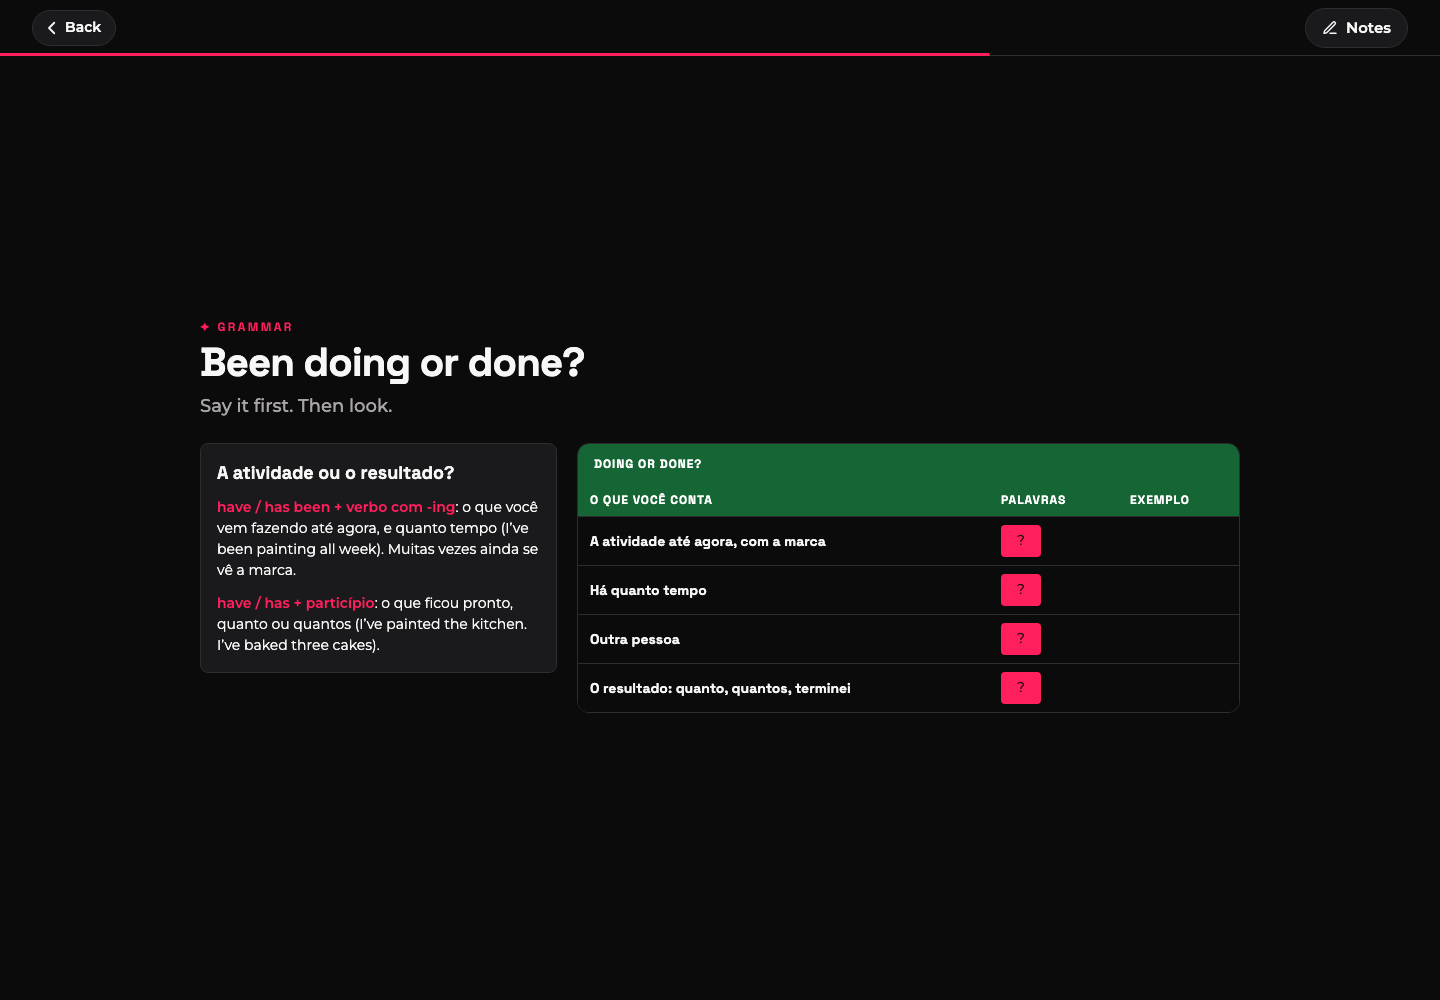 Back
Notes
✦ GRAMMAR
Been doing or done?
Say it first. Then look.
A atividade ou o resultado?
have / has been + verbo com -ing: o que você
vem fazendo até agora, e quanto tempo (I've
been painting all week). Muitas vezes ainda se
vê a marca.
have / has + particípio: o que ficou pronto,
quanto ou quantos (I've painted the kitchen.
I've baked three cakes).
DOING OR DONE?
O QUE VOCÊ CONTA PALAVRAS EXEMPLO
A atividade até agora, com a marca ?
Há quanto tempo ?
Outra pessoa ?
O resultado: quanto, quantos, terminei ?